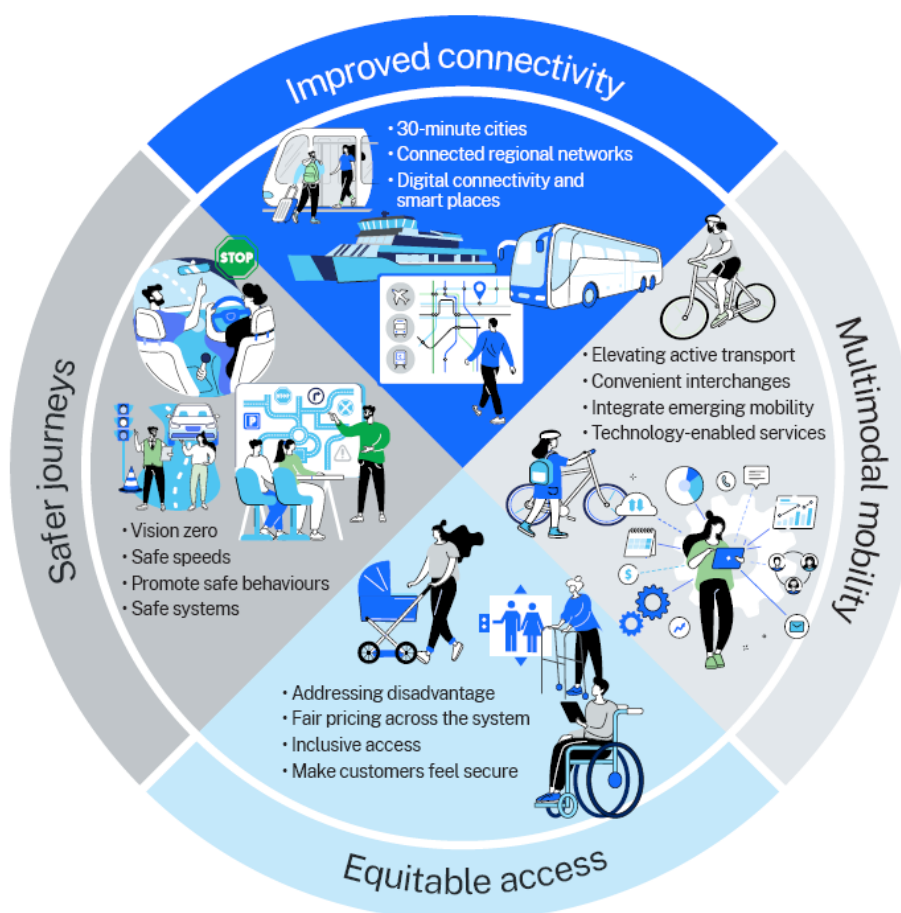 Improved connectivity
• 30-minute cities
• Connected regional networks
• Digital connectivity and
smart places
Multimodal mobility
• Elevating active transport
• Convenient interchanges
• Integrate emerging mobility
• Technology-enabled services
$
Equitable access
• Addressing disadvantage
• Fair pricing across the system
• Inclusive access
• Make customers feel secure
Safer journeys
STOP
STOP
P
• Vision zero
• Safe speeds
• Promote safe behaviours
• Safe systems